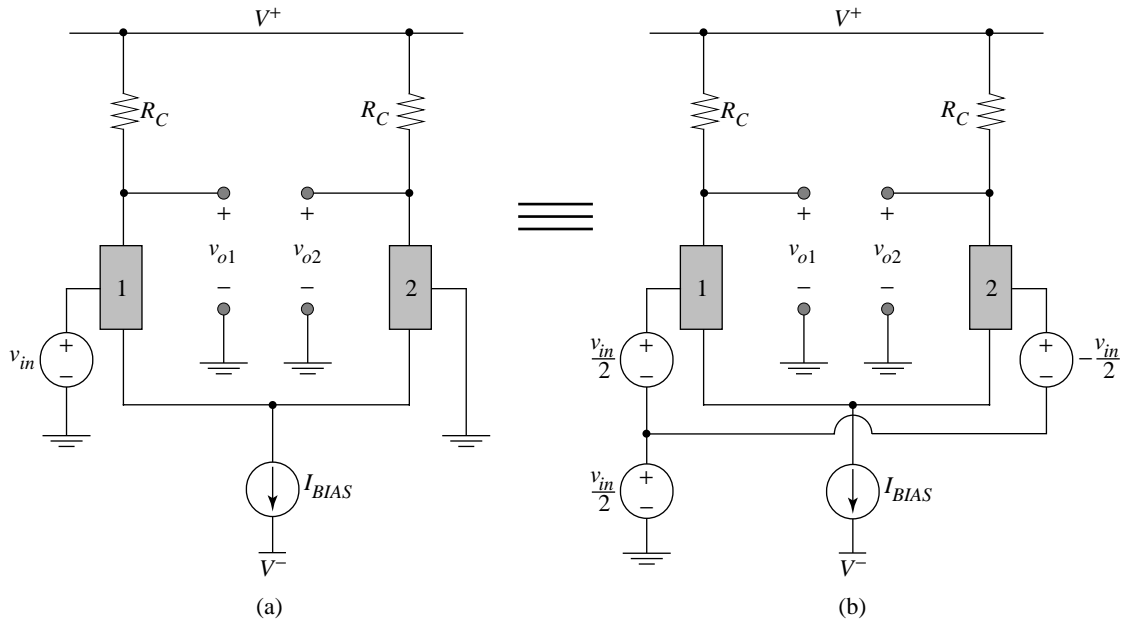 V⁺ V⁺
R_C R_C R_C R_C
+ + + +
v_o1 v_o2 v_o1 v_o2
1 2 1 2
− − − −
v_in + − v_in/2 + − + − −v_in/2
I_BIAS v_in/2 + − I_BIAS
V⁻ V⁻
(a) (b)